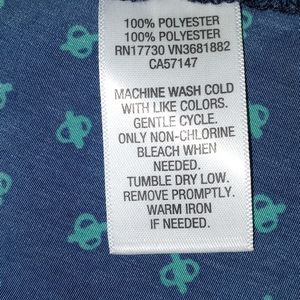 100% POLYESTER
100% POLYESTER
RN17730 VN3681882
CA57147
MACHINE WASH COLD
WITH LIKE COLORS.
GENTLE CYCLE.
ONLY NON-CHLORINE
BLEACH WHEN
NEEDED.
TUMBLE DRY LOW.
REMOVE PROMPTLY.
WARM IRON
IF NEEDED.